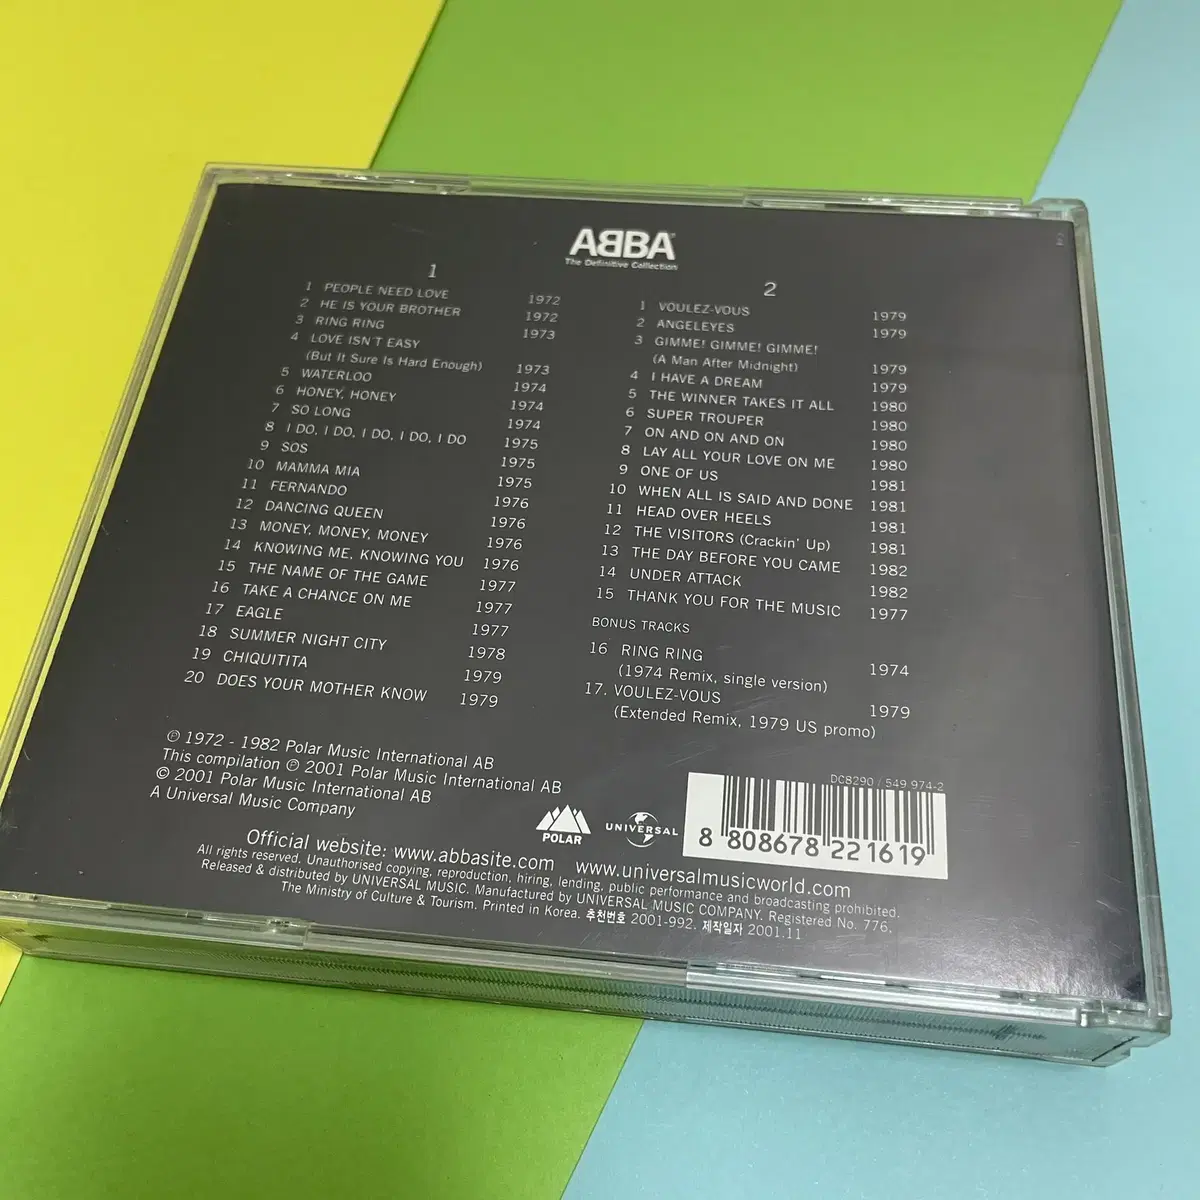 ABBA
The Definitive Collection
1
1 PEOPLE NEED LOVE 1972
2 HE IS YOUR BROTHER 1972
3 RING RING 1973
4 LOVE ISN'T EASY
(But It Sure Is Hard Enough) 1973
5 WATERLOO 1974
6 HONEY, HONEY 1974
7 SO LONG 1974
8 I DO, I DO, I DO, I DO, I DO 1975
9 SOS 1975
10 MAMMA MIA 1975
11 FERNANDO 1976
12 DANCING QUEEN 1976
13 MONEY, MONEY, MONEY 1976
14 KNOWING ME, KNOWING YOU 1976
15 THE NAME OF THE GAME 1977
16 TAKE A CHANCE ON ME 1977
17 EAGLE 1977
18 SUMMER NIGHT CITY 1978
19 CHIQUITITA 1979
20 DOES YOUR MOTHER KNOW 1979
2
1 VOULEZ-VOUS 1979
2 ANGELEYES 1979
3 GIMME! GIMME! GIMME!
(A Man After Midnight) 1979
4 I HAVE A DREAM 1979
5 THE WINNER TAKES IT ALL 1980
6 SUPER TROUPER 1980
7 ON AND ON AND ON 1980
8 LAY ALL YOUR LOVE ON ME 1980
9 ONE OF US 1981
10 WHEN ALL IS SAID AND DONE 1981
11 HEAD OVER HEELS 1981
12 THE VISITORS (Crackin' Up) 1981
13 THE DAY BEFORE YOU CAME 1982
14 UNDER ATTACK 1982
15 THANK YOU FOR THE MUSIC 1977
BONUS TRACKS
16 RING RING
(1974 Remix, single version) 1974
17. VOULEZ-VOUS
(Extended Remix, 1979 US promo) 1979
℗ 1972 - 1982 Polar Music International AB
This compilation ℗ 2001 Polar Music International AB
© 2001 Polar Music International AB
A Universal Music Company
POLAR
UNIVERSAL
DC8290 / 549 974-2
8 808678 221619
Official website: www.abbasite.com www.universalmusicworld.com
All rights reserved. Unauthorised copying, reproduction, hiring, lending, public performance and broadcasting prohibited.
Released & distributed by UNIVERSAL MUSIC. Manufactured by UNIVERSAL MUSIC COMPANY. Registered No. 776,
The Ministry of Culture & Tourism. Printed in Korea. 추천번호 2001-992. 제작일자 2001.11